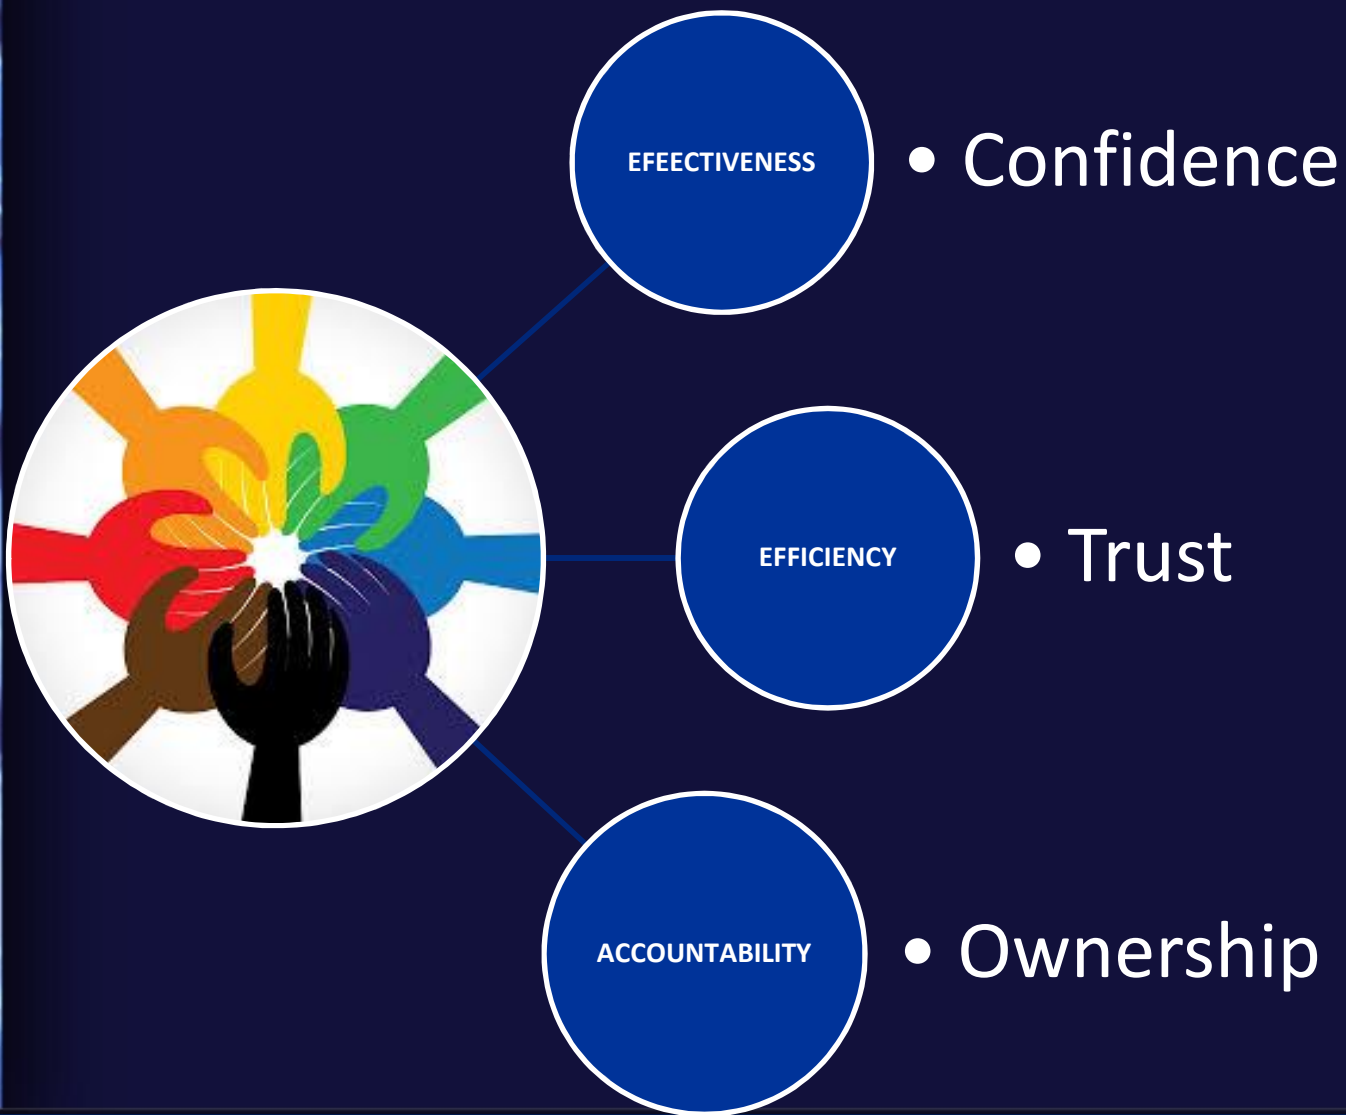 EFEECTIVENESS
• Confidence
EFFICIENCY
• Trust
ACCOUNTABILITY
• Ownership